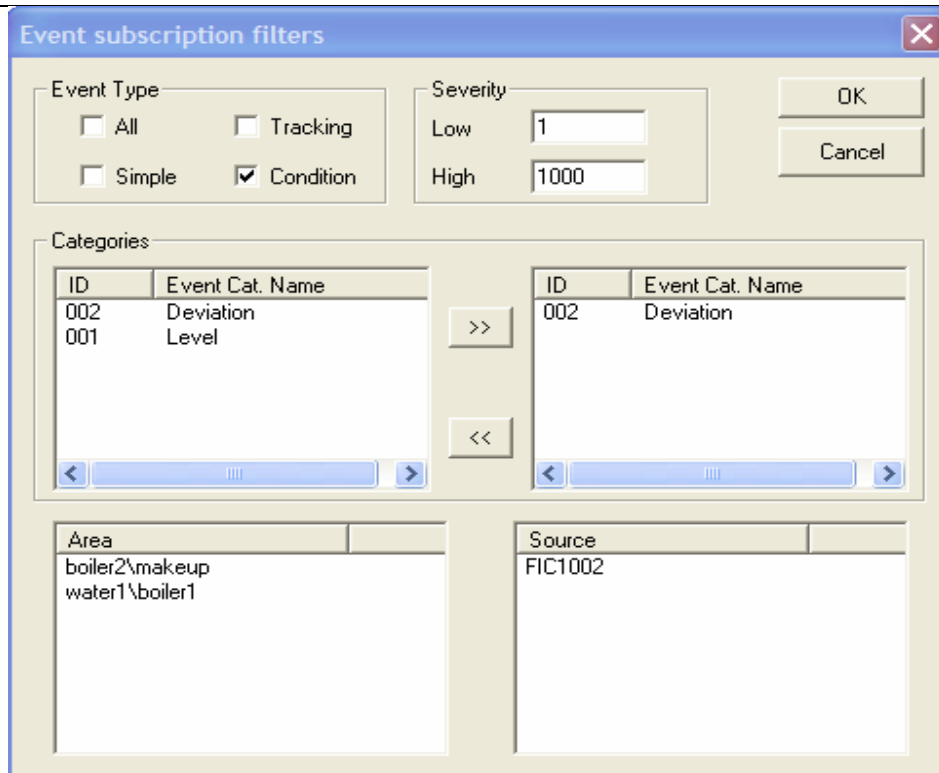 Event subscription filters
Event Type
All
Tracking
Simple
Condition
Severity
Low 1
High 1000
OK
Cancel
Categories
ID Event Cat. Name
002 Deviation
001 Level
>>
<<
ID Event Cat. Name
002 Deviation
Area
boiler2\makeup
water1\boiler1
Source
FIC1002